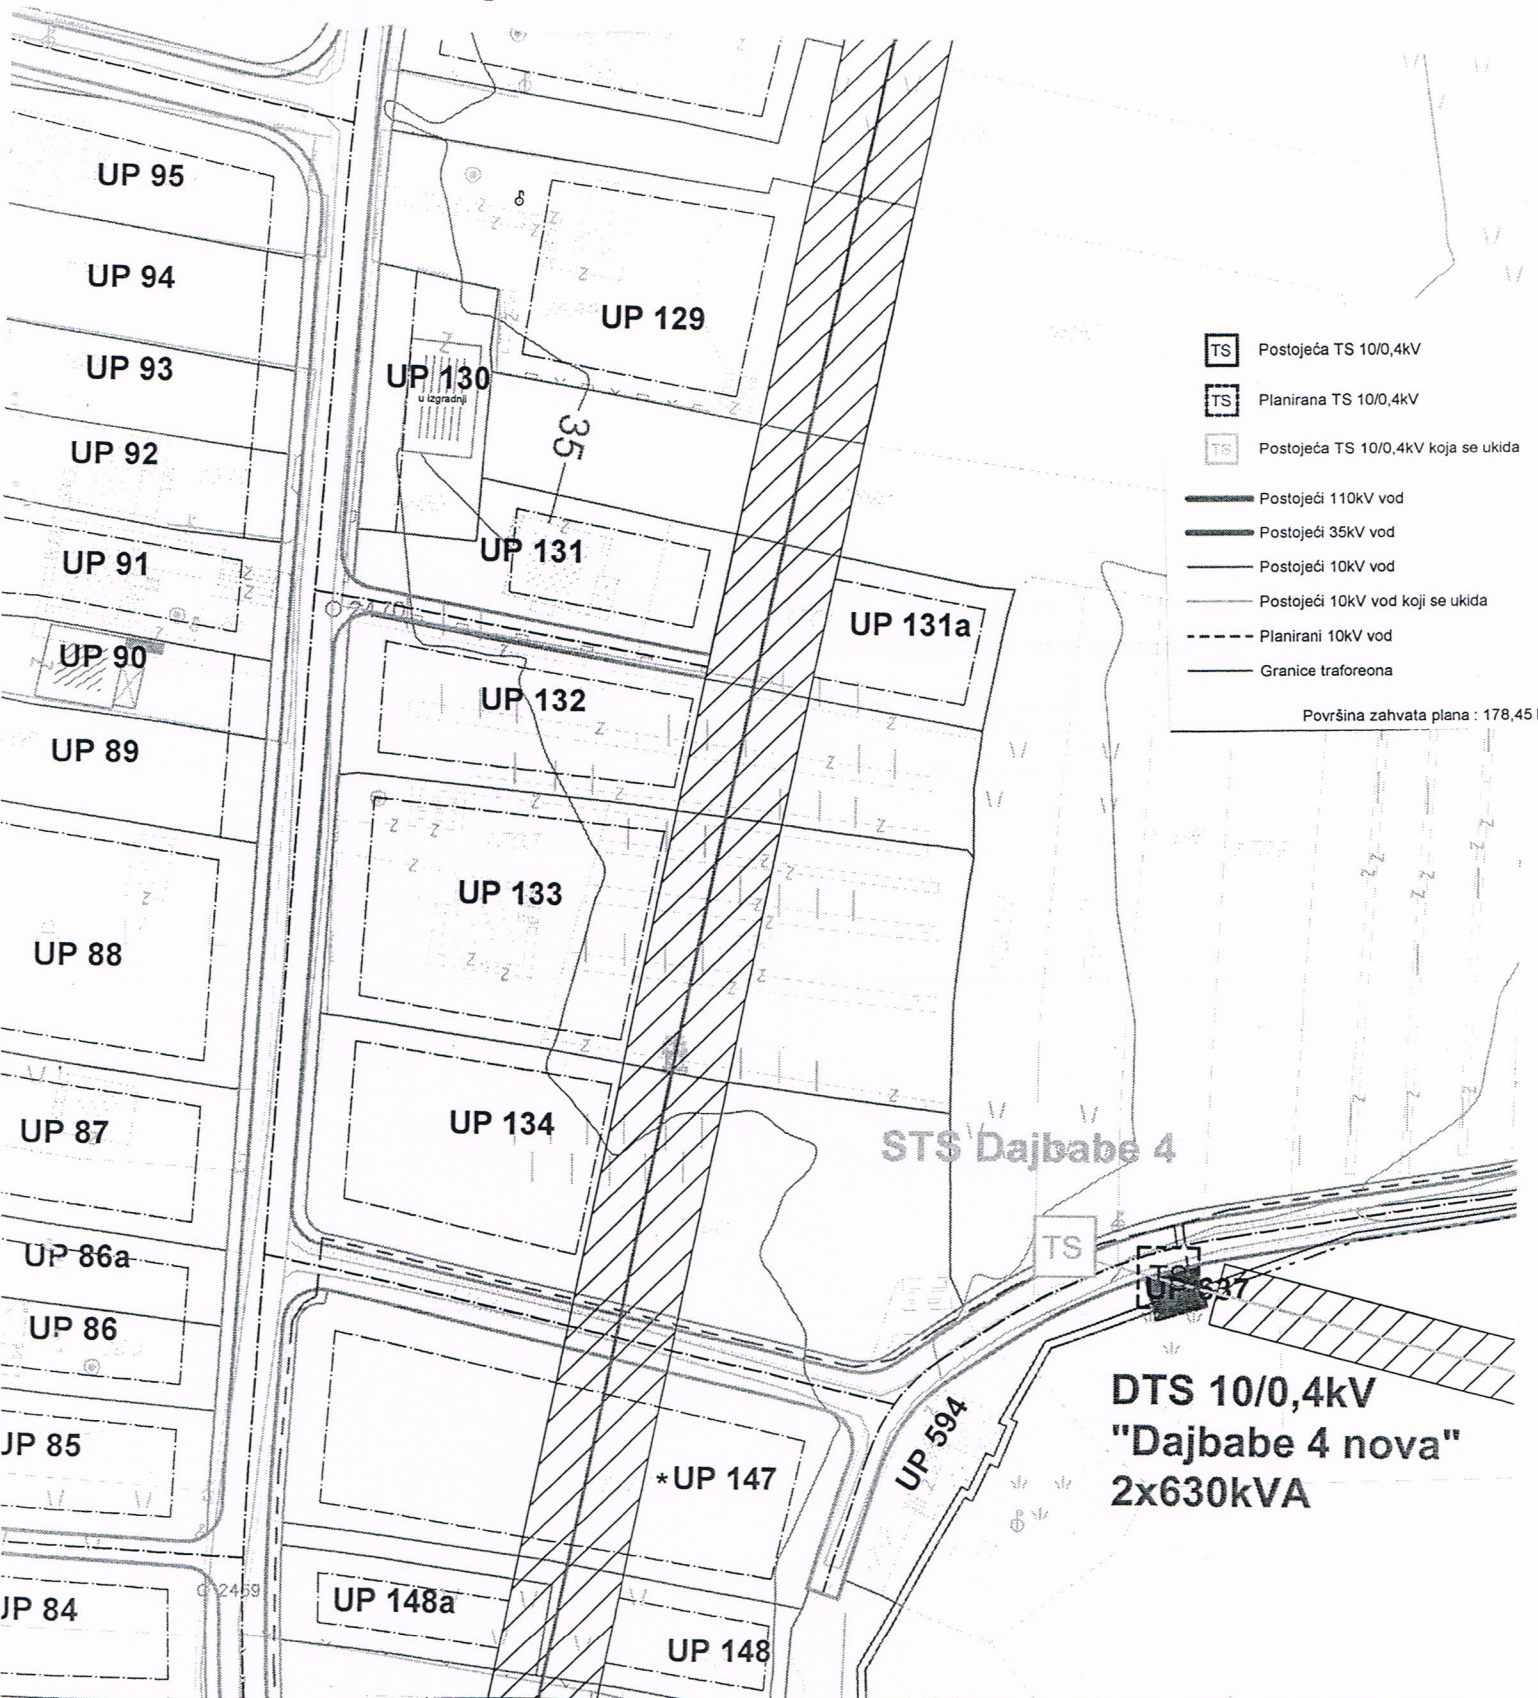 UP 95
UP 94
UP 129
UP 93
UP 130
u izgradnji
35
UP 92
UP 131
UP 91
UP 131a
UP 90
UP 132
UP 89
UP 133
UP 88
UP 134
UP 87
STS Dajbabe 4
TS
UP 86a
TS
UP 637
UP 86
DTS 10/0,4kV
"Dajbabe 4 nova"
2x630kVA
UP 594
UP 85
*UP 147
2469
UP 84
UP 148a
UP 148
TS Postojeća TS 10/0,4kV
TS Planirana TS 10/0,4kV
TS Postojeća TS 10/0,4kV koja se ukida
Postojeći 110kV vod
Postojeći 35kV vod
Postojeći 10kV vod
Postojeći 10kV vod koji se ukida
Planirani 10kV vod
Granice traforeona
Površina zahvata plana : 178,45